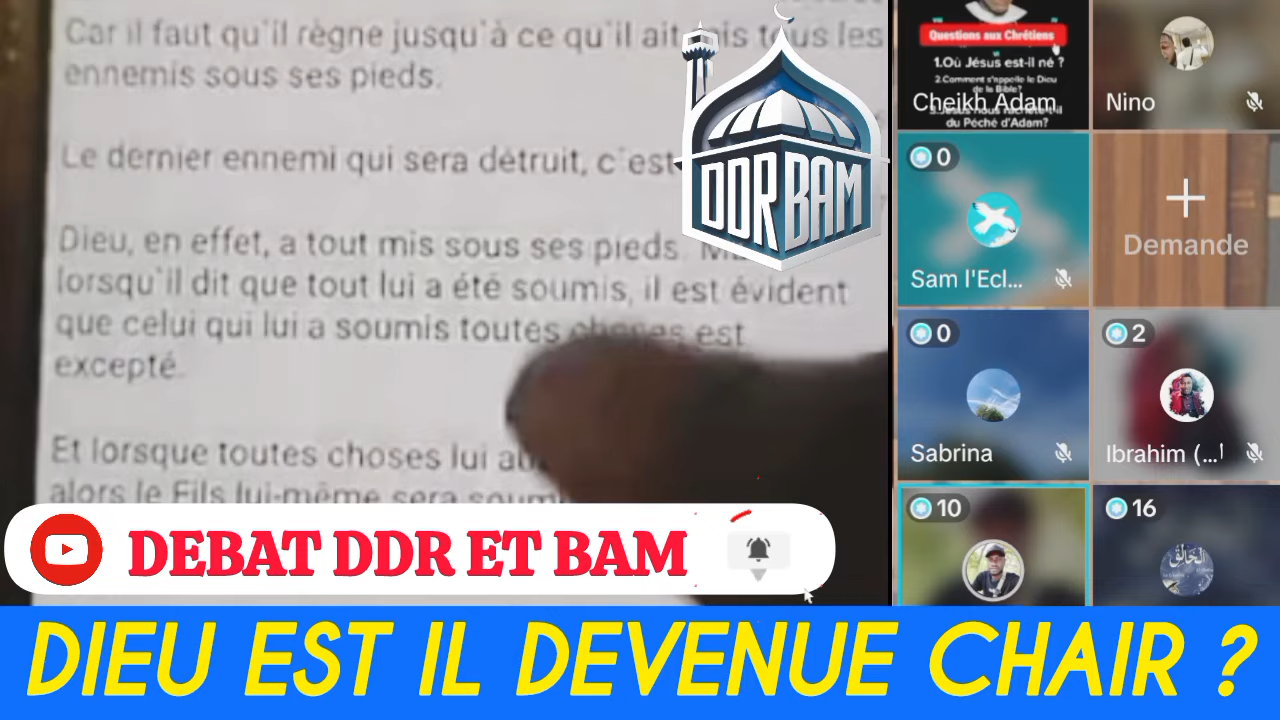 Car il faut qu'il règne jusqu'à ce qu'il ait mis tous les
ennemis sous ses pieds.
Le dernier ennemi qui sera détruit, c'est
Dieu, en effet, a tout mis sous ses pieds.
lorsqu'il dit que tout lui a été soumis, il est évident
que celui qui lui a soumis toutes choses est
excepté.
Et lorsque toutes choses lui
alors le Fils lui-même sera
DDR BAM
Questions aux Chrétiens
1.Où Jésus est-il né ?
2.Comment s'appelle le Dieu
de la Bible?
du Péché d'Adam?
Cheikh Adam
Nino
0
Sam l'Ecl...
Demande
0
Sabrina
2
Ibrahim (...
10
16
الخالق
DEBAT DDR ET BAM
DIEU EST IL DEVENUE CHAIR ?